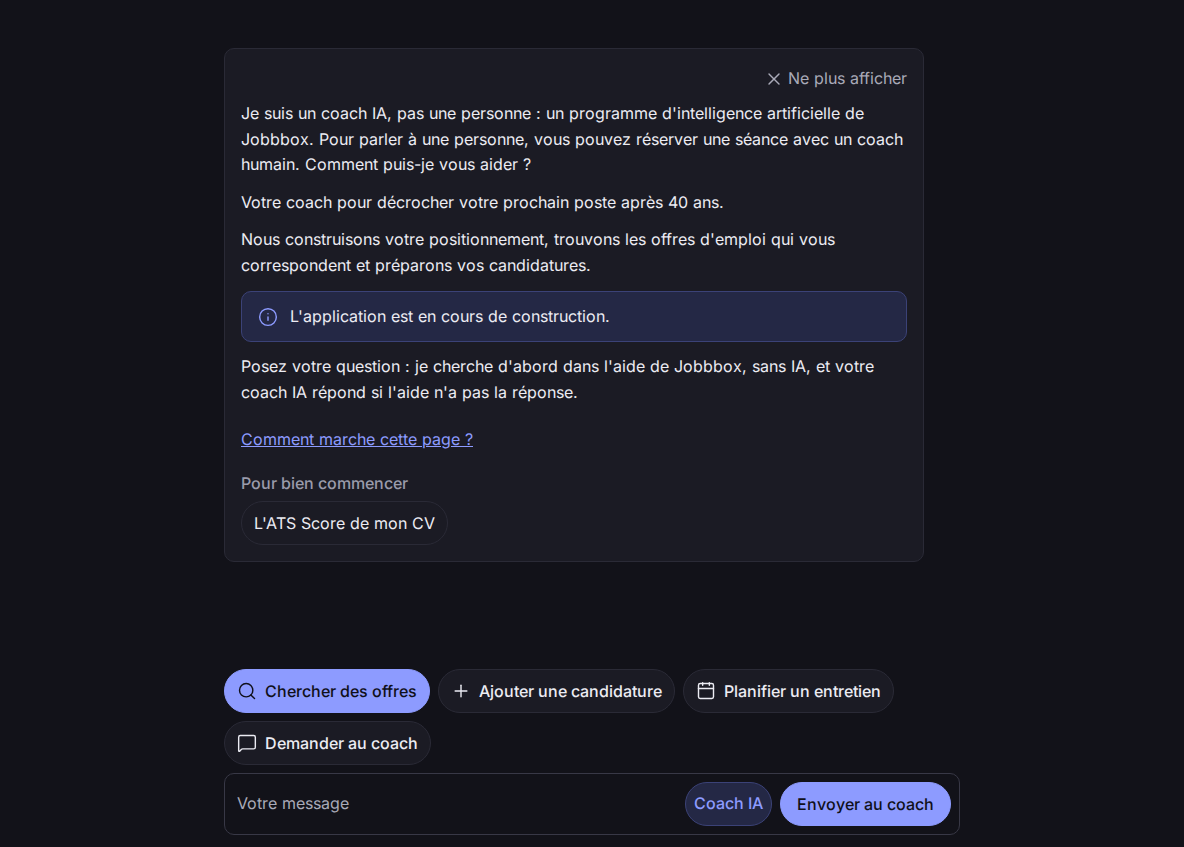 Ne plus afficher
Je suis un coach IA, pas une personne : un programme d'intelligence artificielle de
Jobbbox. Pour parler à une personne, vous pouvez réserver une séance avec un coach
humain. Comment puis-je vous aider ?
Votre coach pour décrocher votre prochain poste après 40 ans.
Nous construisons votre positionnement, trouvons les offres d'emploi qui vous
correspondent et préparons vos candidatures.
L'application est en cours de construction.
Posez votre question : je cherche d'abord dans l'aide de Jobbbox, sans IA, et votre
coach IA répond si l'aide n'a pas la réponse.
Comment marche cette page ?
Pour bien commencer
L'ATS Score de mon CV
Chercher des offres
Ajouter une candidature
Planifier un entretien
Demander au coach
Votre message
Coach IA
Envoyer au coach